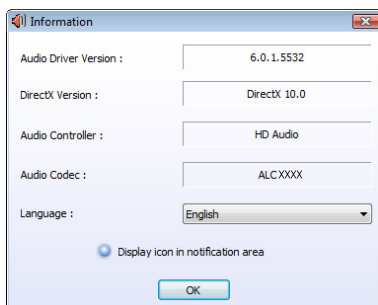 Information
Audio Driver Version : 6.0.1.5532
DirectX Version : DirectX 10.0
Audio Controller : HD Audio
Audio Codec : ALCXXXX
Language : English
Display icon in notification area
OK